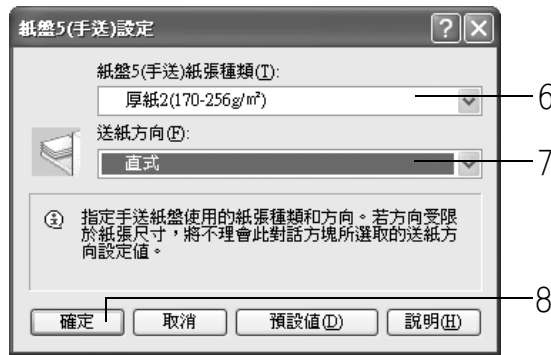 紙盤5(手送)設定
紙盤5(手送)紙張種類(T):
厚紙2(170-256g/m²)
6
送紙方向(F):
直式
7
指定手送紙盤使用的紙張種類和方向。若方向受限
於紙張尺寸，將不理會此對話方塊所選取的送紙方
向設定值。
確定 取消 預設值(D) 説明(H)
8